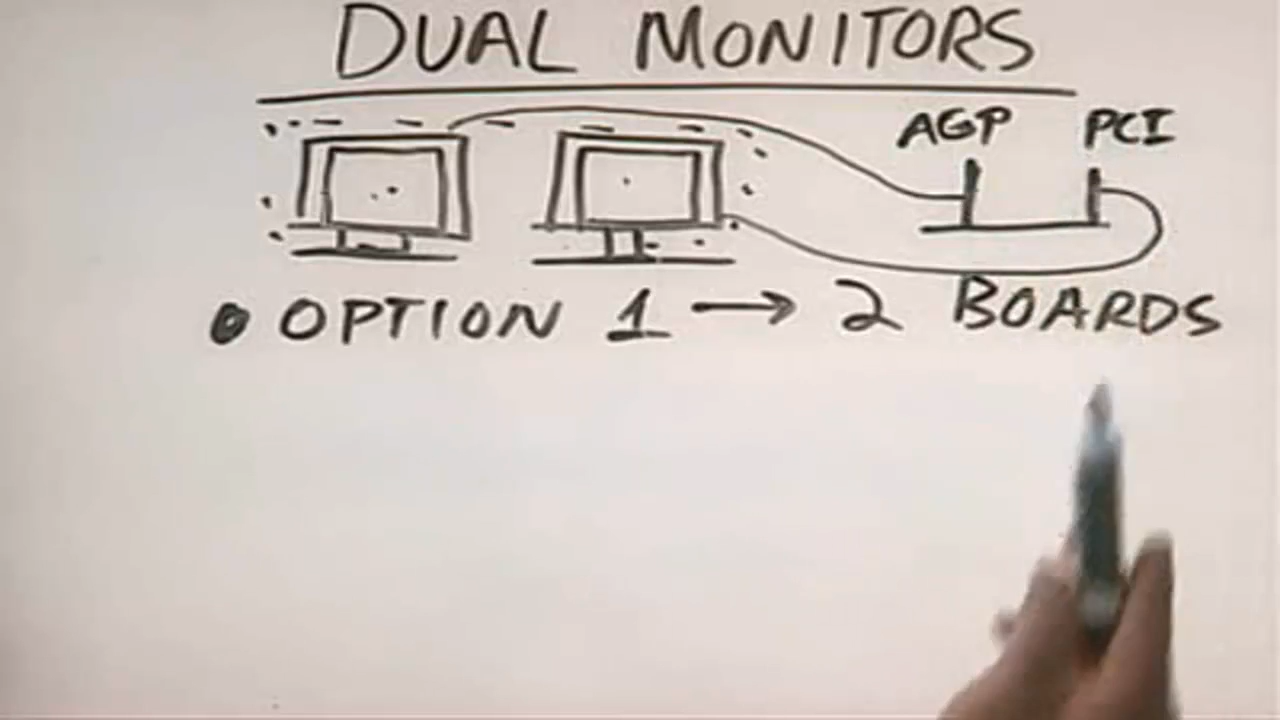 DUAL MONITORS
AGP PCI
• OPTION 1 → 2 BOARDS